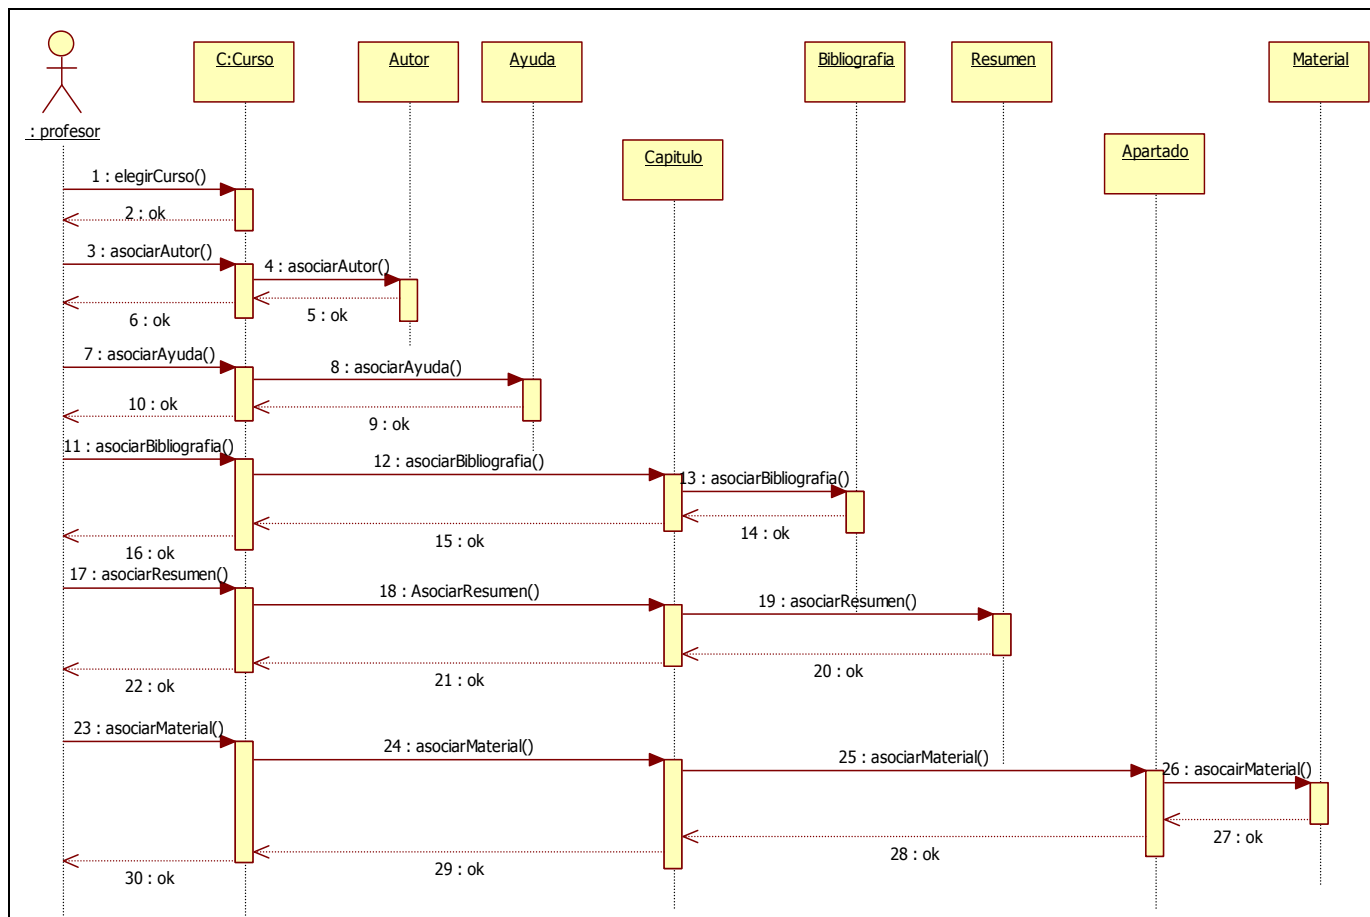 C:Curso
Autor
Ayuda
Bibliografia
Resumen
Material
: profesor
Capitulo
Apartado
1 : elegirCurso()
2 : ok
3 : asociarAutor()
4 : asociarAutor()
5 : ok
6 : ok
7 : asociarAyuda()
8 : asociarAyuda()
9 : ok
10 : ok
11 : asociarBibliografia()
12 : asociarBibliografia()
13 : asociarBibliografia()
14 : ok
15 : ok
16 : ok
17 : asociarResumen()
18 : AsociarResumen()
19 : asociarResumen()
20 : ok
21 : ok
22 : ok
23 : asociarMaterial()
24 : asociarMaterial()
25 : asociarMaterial()
26 : asocairMaterial()
27 : ok
28 : ok
29 : ok
30 : ok